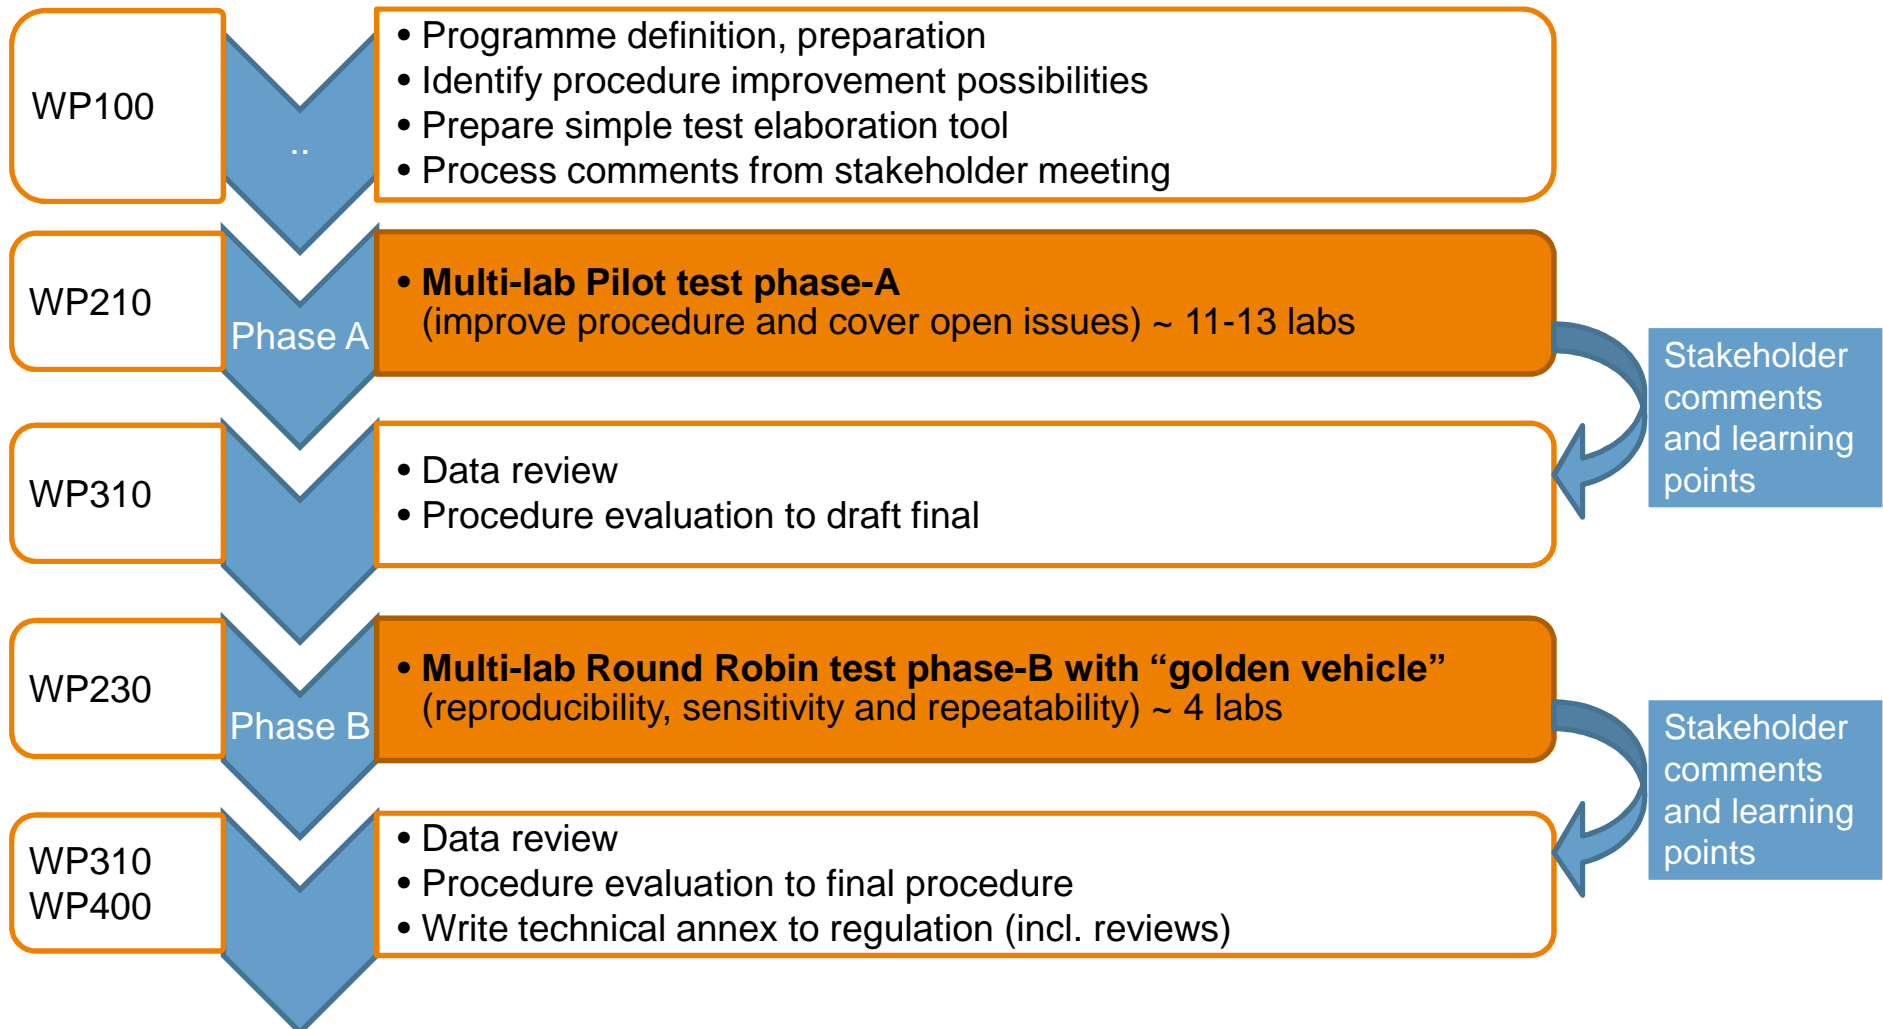 WP100
..
• Programme definition, preparation
• Identify procedure improvement possibilities
• Prepare simple test elaboration tool
• Process comments from stakeholder meeting
WP210
Phase A
• Multi-lab Pilot test phase-A
(improve procedure and cover open issues) ~ 11-13 labs
Stakeholder
comments
and learning
points
WP310
• Data review
• Procedure evaluation to draft final
WP230
Phase B
• Multi-lab Round Robin test phase-B with “golden vehicle”
(reproducibility, sensitivity and repeatability) ~ 4 labs
Stakeholder
comments
and learning
points
WP310
WP400
• Data review
• Procedure evaluation to final procedure
• Write technical annex to regulation (incl. reviews)